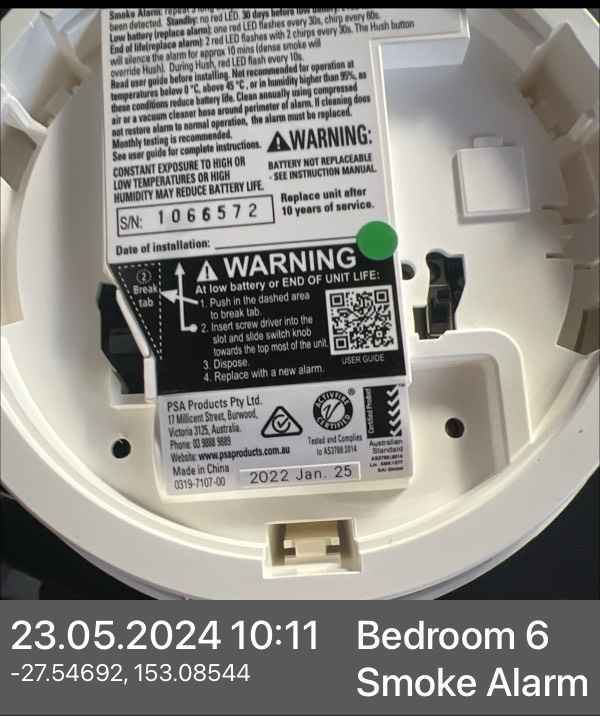 Smoke Alarm: repeat 3 long
been detected. Standby: no red LED. 30 days before low battery:
Low battery (replace alarm): one red LED flashes every 30s, chirp every 60s.
End of life(replace alarm): 2 red LED flashes with 2 chirps every 30s. The Hush button
will silence the alarm for approx 10 mins (dense smoke will
override Hush). During Hush, red LED flash every 10s.
Read user guide before installing. Not recommended for operation at
temperatures below 0 °C, above 45 °C, or in humidity higher than 95%, as
these conditions reduce battery life. Clean annually using compressed
air or a vacuum cleaner hose around perimeter of alarm. If cleaning does
not restore alarm to normal operation, the alarm must be replaced.
Monthly testing is recommended.
See user guide for complete instructions.
WARNING:
CONSTANT EXPOSURE TO HIGH OR
LOW TEMPERATURES OR HIGH
HUMIDITY MAY REDUCE BATTERY LIFE.
BATTERY NOT REPLACEABLE
- SEE INSTRUCTION MANUAL
Replace unit after
10 years of service.
S/N: 1066572
Date of installation:
WARNING
At low battery or END OF UNIT LIFE:
2
Break
tab
1. Push in the dashed area
to break tab.
2. Insert screw driver into the
slot and slide switch knob
towards the top most of the unit.
3. Dispose.
4. Replace with a new alarm.
USER GUIDE
PSA Products Pty Ltd.
17 Millicent Street, Burwood,
Victoria 3125, Australia.
Phone: 03 9888 9889
Website: www.psaproducts.com.au
Made in China
0319-7107-00
2022 Jan. 25
ACTIVFIRE
CERTIFIED
Tested and Complies
to AS3786:2014
Certified Product
TM
Australian
Standard
AS3786:2014
Lic: SMK1377
SAI Global
23.05.2024 10:11
-27.54692, 153.08544
Bedroom 6
Smoke Alarm